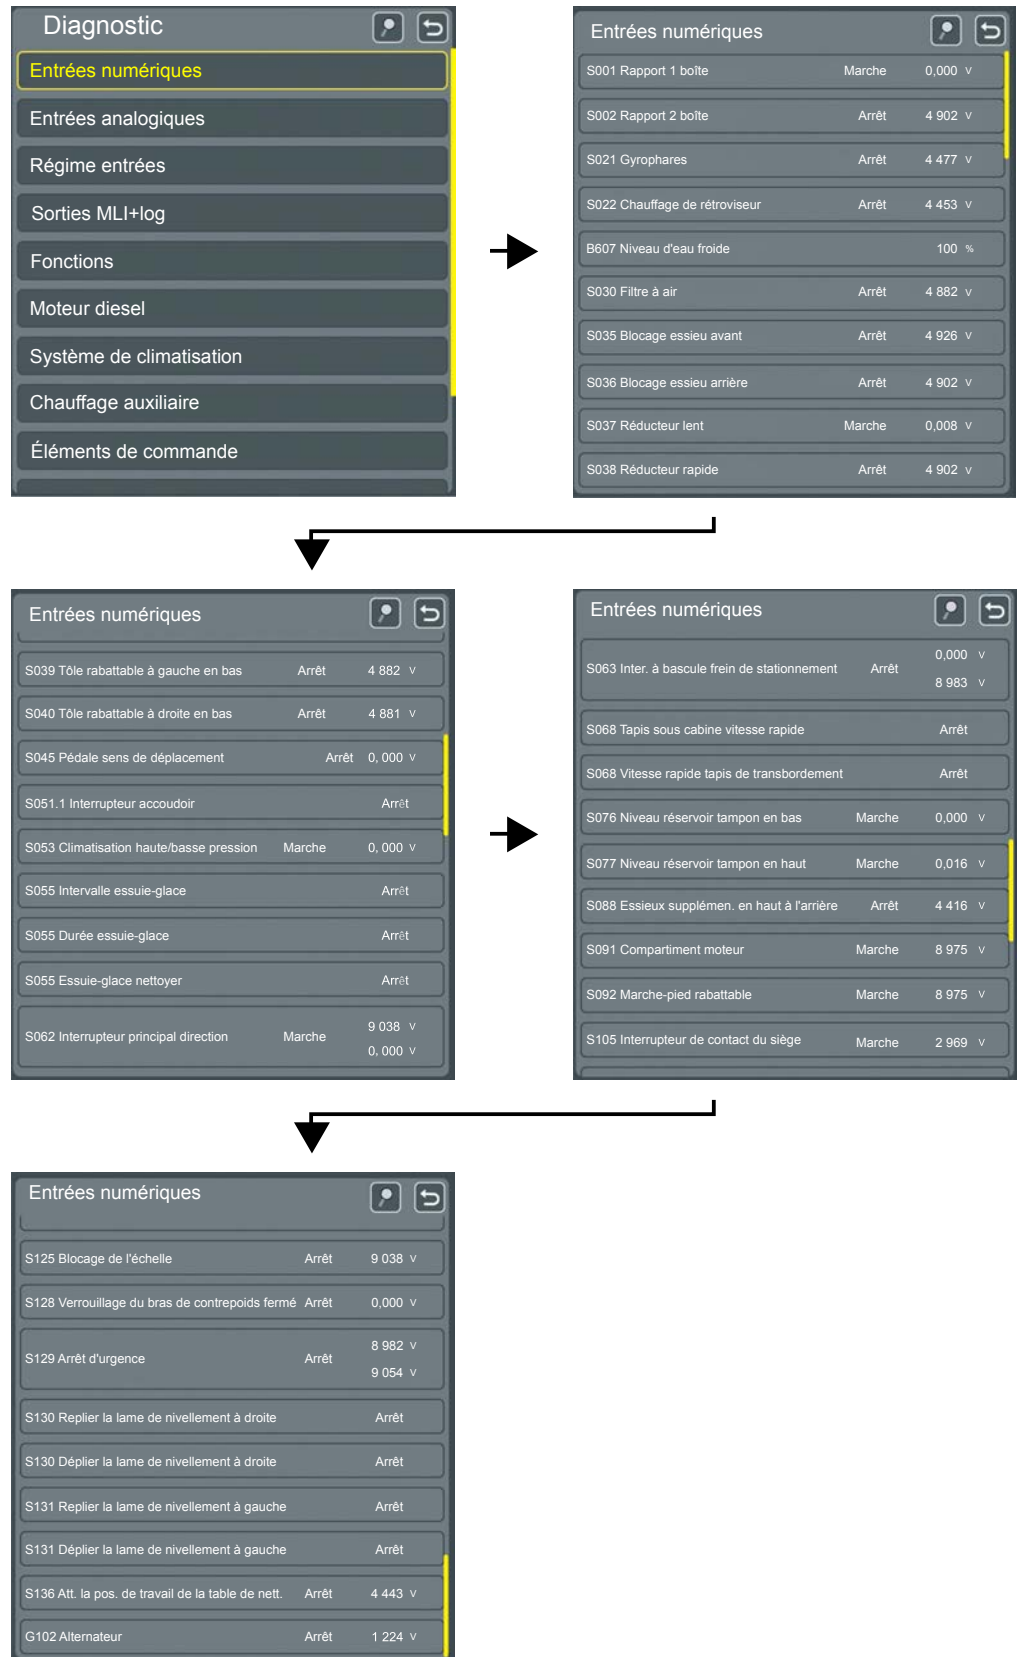 Diagnostic
Entrées numériques
Entrées analogiques
Régime entrées
Sorties MLI+log
Fonctions
Moteur diesel
Système de climatisation
Chauffage auxiliaire
Éléments de commande
Entrées numériques
S001 Rapport 1 boîte Marche 0,000 V
S002 Rapport 2 boîte Arrêt 4 902 V
S021 Gyrophares Arrêt 4 477 V
S022 Chauffage de rétroviseur Arrêt 4 453 V
B607 Niveau d'eau froide 100 %
S030 Filtre à air Arrêt 4 882 V
S035 Blocage essieu avant Arrêt 4 926 V
S036 Blocage essieu arrière Arrêt 4 902 V
S037 Réducteur lent Marche 0,008 V
S038 Réducteur rapide Arrêt 4 902 V
Entrées numériques
S039 Tôle rabattable à gauche en bas Arrêt 4 882 V
S040 Tôle rabattable à droite en bas Arrêt 4 881 V
S045 Pédale sens de déplacement Arrêt 0, 000 V
S051.1 Interrupteur accoudoir Arrêt
S053 Climatisation haute/basse pression Marche 0, 000 V
S055 Intervalle essuie-glace Arrêt
S055 Durée essuie-glace Arrêt
S055 Essuie-glace nettoyer Arrêt
S062 Interrupteur principal direction Marche 9 038 V
0, 000 V
Entrées numériques
S063 Inter. à bascule frein de stationnement Arrêt 0,000 V
8 983 V
S068 Tapis sous cabine vitesse rapide Arrêt
S068 Vitesse rapide tapis de transbordement Arrêt
S076 Niveau réservoir tampon en bas Marche 0,000 V
S077 Niveau réservoir tampon en haut Marche 0,016 V
S088 Essieux supplémen. en haut à l'arrière Arrêt 4 416 V
S091 Compartiment moteur Marche 8 975 V
S092 Marche-pied rabattable Marche 8 975 V
S105 Interrupteur de contact du siège Marche 2 969 V
Entrées numériques
S125 Blocage de l'échelle Arrêt 9 038 V
S128 Verrouillage du bras de contrepoids fermé Arrêt 0,000 V
S129 Arrêt d'urgence Arrêt 8 982 V
9 054 V
S130 Replier la lame de nivellement à droite Arrêt
S130 Déplier la lame de nivellement à droite Arrêt
S131 Replier la lame de nivellement à gauche Arrêt
S131 Déplier la lame de nivellement à gauche Arrêt
S136 Att. la pos. de travail de la table de nett. Arrêt 4 443 V
G102 Alternateur Arrêt 1 224 V